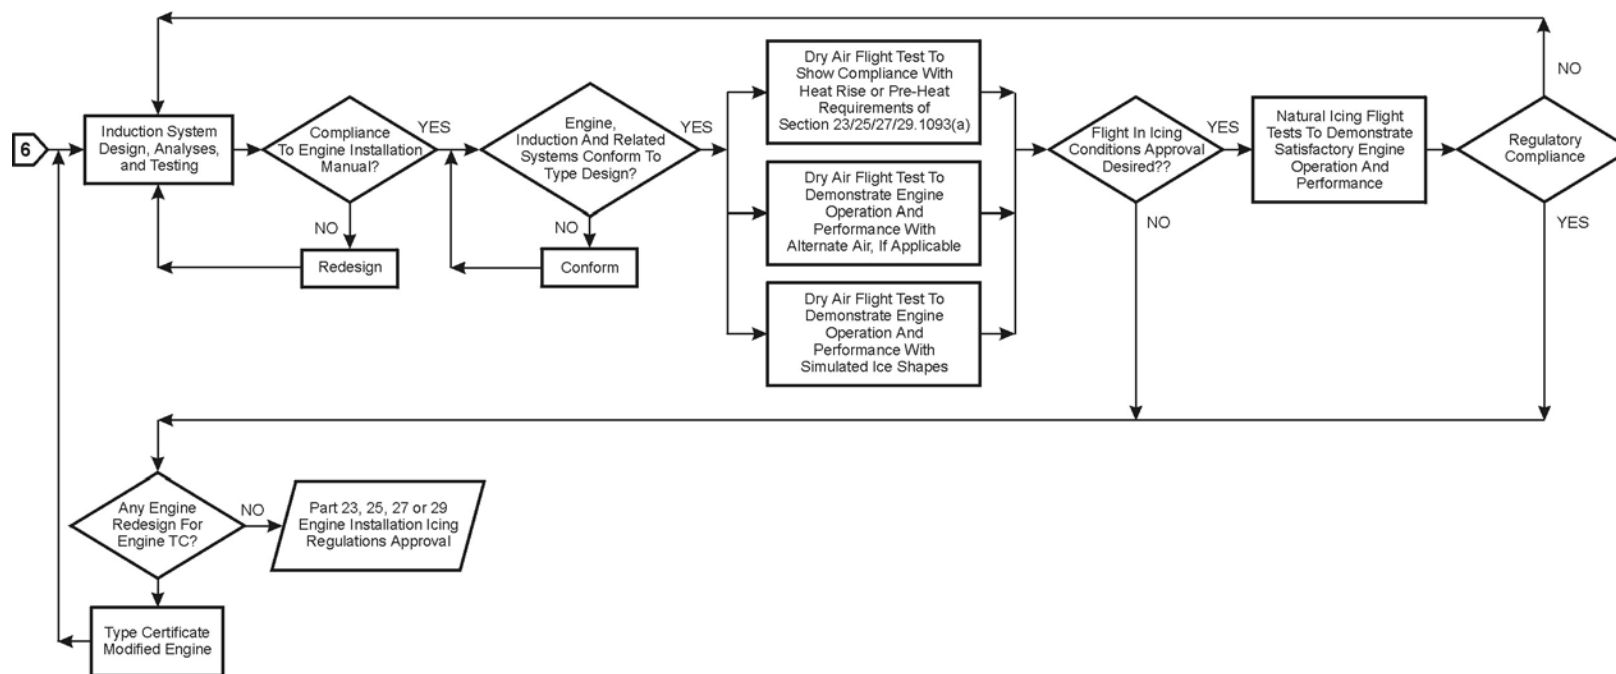 6
Induction System
Design, Analyses,
and Testing
Compliance
To Engine Installation
Manual?
YES
NO
Redesign
Engine,
Induction And Related
Systems Conform To
Type Design?
YES
NO
Conform
Dry Air Flight Test To
Show Compliance With
Heat Rise or Pre-Heat
Requirements of
Section 23/25/27/29.1093(a)
Dry Air Flight Test To
Demonstrate Engine
Operation And
Performance With
Alternate Air, If Applicable
Dry Air Flight Test To
Demonstrate Engine
Operation And
Performance With
Simulated Ice Shapes
Flight In Icing
Conditions Approval
Desired??
YES
NO
Natural Icing Flight
Tests To Demonstrate
Satisfactory Engine
Operation And
Performance
Regulatory
Compliance
NO
YES
Any Engine
Redesign For
Engine TC?
NO
Part 23, 25, 27 or 29
Engine Installation Icing
Regulations Approval
Type Certificate
Modified Engine